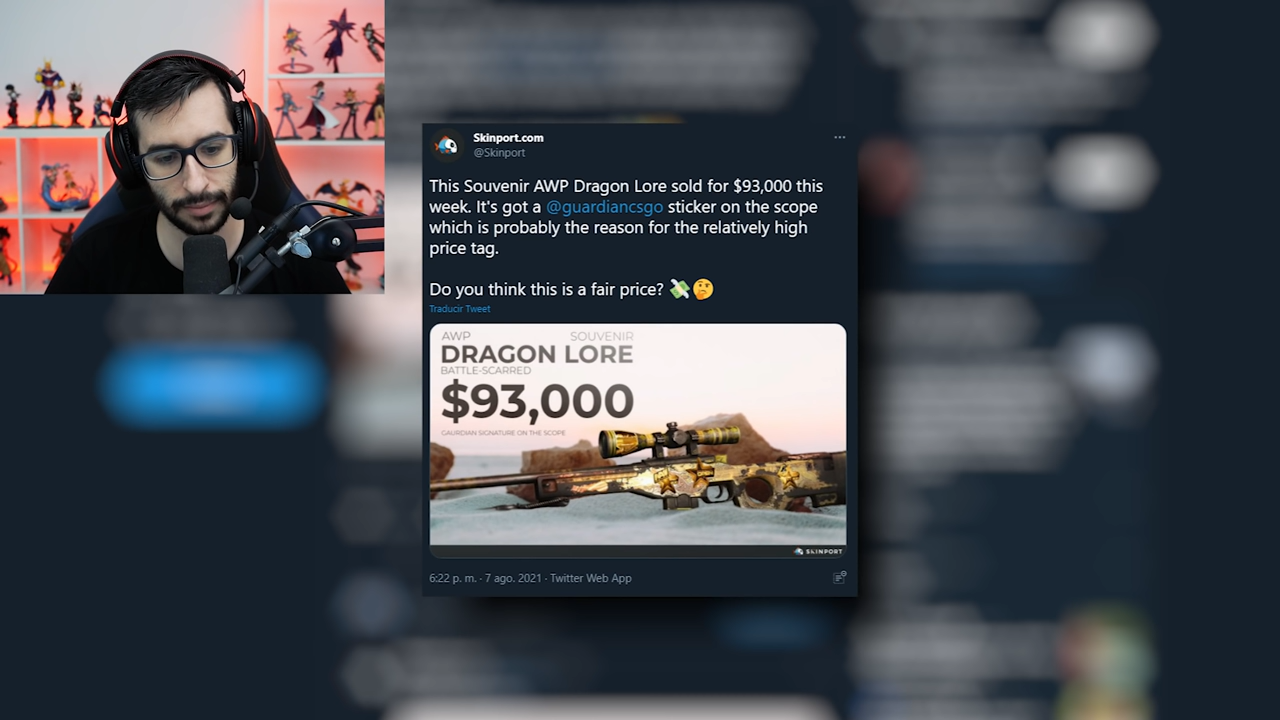 Skinport.com
@Skinport
This Souvenir AWP Dragon Lore sold for $93,000 this
week. It's got a @guardiancsgo sticker on the scope
which is probably the reason for the relatively high
price tag.
Do you think this is a fair price? 💸🤔
Traducir Tweet
AWP SOUVENIR
DRAGON LORE
BATTLE-SCARRED
$93,000
GAURDIAN SIGNATURE ON THE SCOPE
SKINPORT
6:22 p. m. · 7 ago. 2021 · Twitter Web App